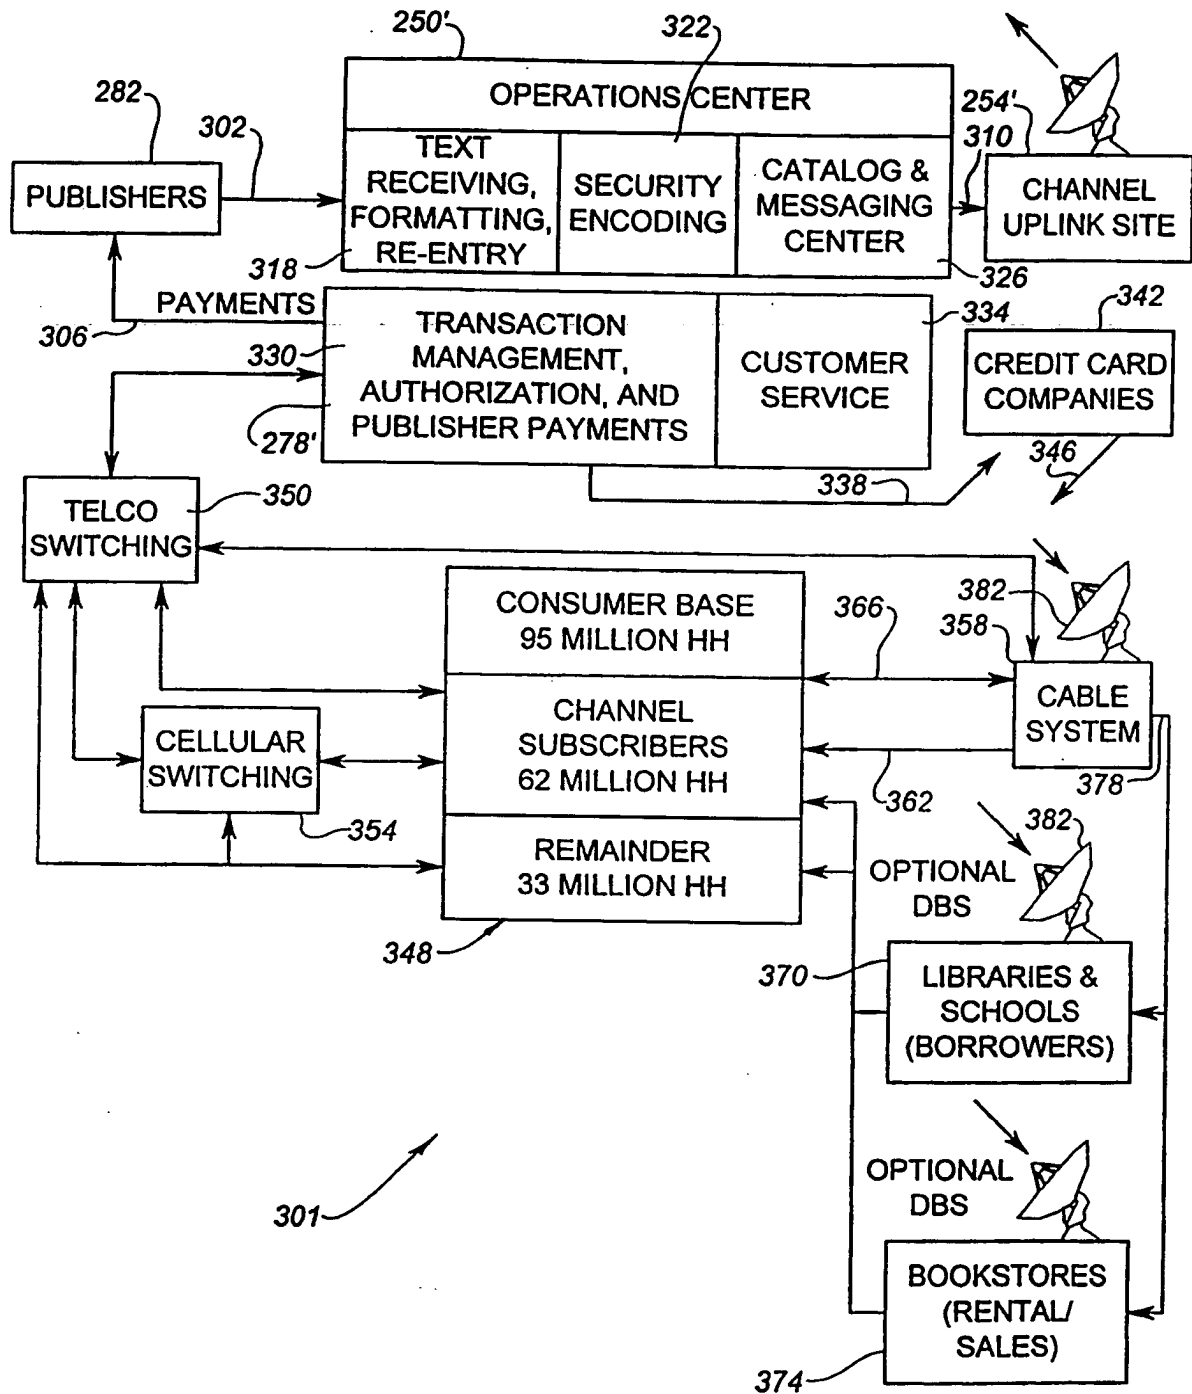 250'
322
282
302
OPERATIONS CENTER
254'
310
PUBLISHERS
TEXT
RECEIVING,
FORMATTING,
RE-ENTRY
318
SECURITY
ENCODING
CATALOG &
MESSAGING
CENTER
326
CHANNEL
UPLINK SITE
PAYMENTS
306
330
TRANSACTION
MANAGEMENT,
AUTHORIZATION, AND
PUBLISHER PAYMENTS
278'
334
CUSTOMER
SERVICE
342
CREDIT CARD
COMPANIES
346
338
350
TELCO
SWITCHING
CONSUMER BASE
95 MILLION HH
366
382
358
CABLE
SYSTEM
CHANNEL
SUBSCRIBERS
62 MILLION HH
CELLULAR
SWITCHING
354
362
378
REMAINDER
33 MILLION HH
348
382
OPTIONAL
DBS
370
LIBRARIES &
SCHOOLS
(BORROWERS)
301
OPTIONAL
DBS
BOOKSTORES
(RENTAL/
SALES)
374